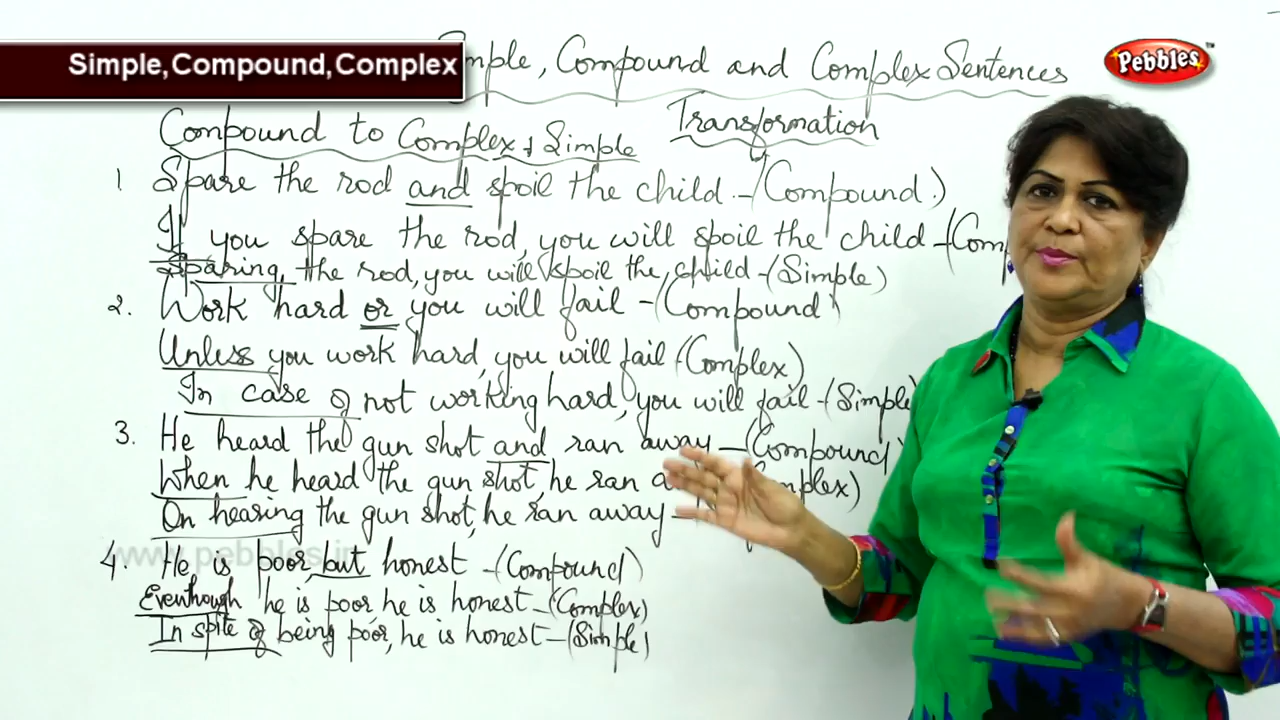 Simple,Compound,Complex
mple, Compound and Complex Sentences
Pebbles™
Transformation
Compound to Complex + Simple
1 Spare the rod and spoil the child - (Compound)
If you spare the rod, you will spoil the child - (Comp
Sparing, the rod, you will spoil the, child - (Simple)
2. Work hard or you will fail - (Compound)
Unless you work hard, you will fail (Complex)
In case of not working hard, you will fail - (Simple)
3. He heard the gun shot and ran away - (Compound)
When he heard the gun shot, he ran a mplex)
On hearing the gun shot, he ran away -
www.pebbles.in
4. He is poor, but honest - (Compound)
Eventhough he is poor he is honest - (Complex)
In spite of being poor, he is honest - (Simple)